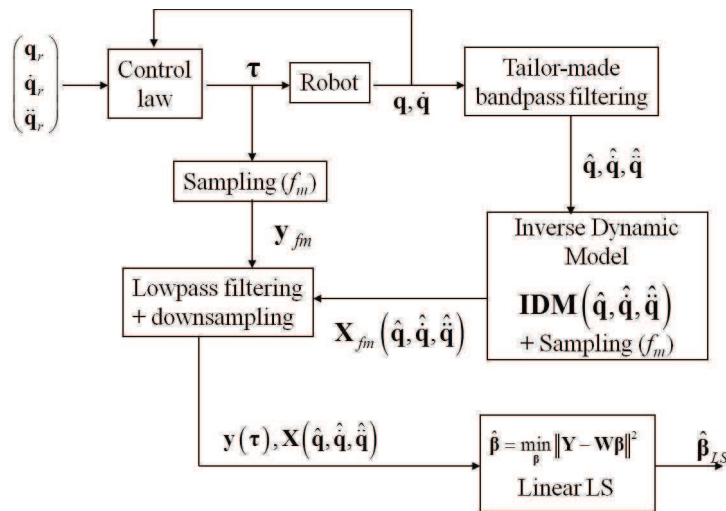 q_r
q̇_r
q̈_r
Control
law
τ
Robot
q, q̇
Tailor-made
bandpass filtering
q̂, q̇̂, q̈̂
Sampling (f_m)
y_fm
Inverse Dynamic
Model
IDM(q̂, q̇̂, q̈̂)
+ Sampling (f_m)
Lowpass filtering
+ downsampling
X_fm(q̂, q̇̂, q̈̂)
y(τ), X(q̂, q̇̂, q̈̂)
β̂ = min_β ‖Y − Wβ‖²
Linear LS
β̂_LS